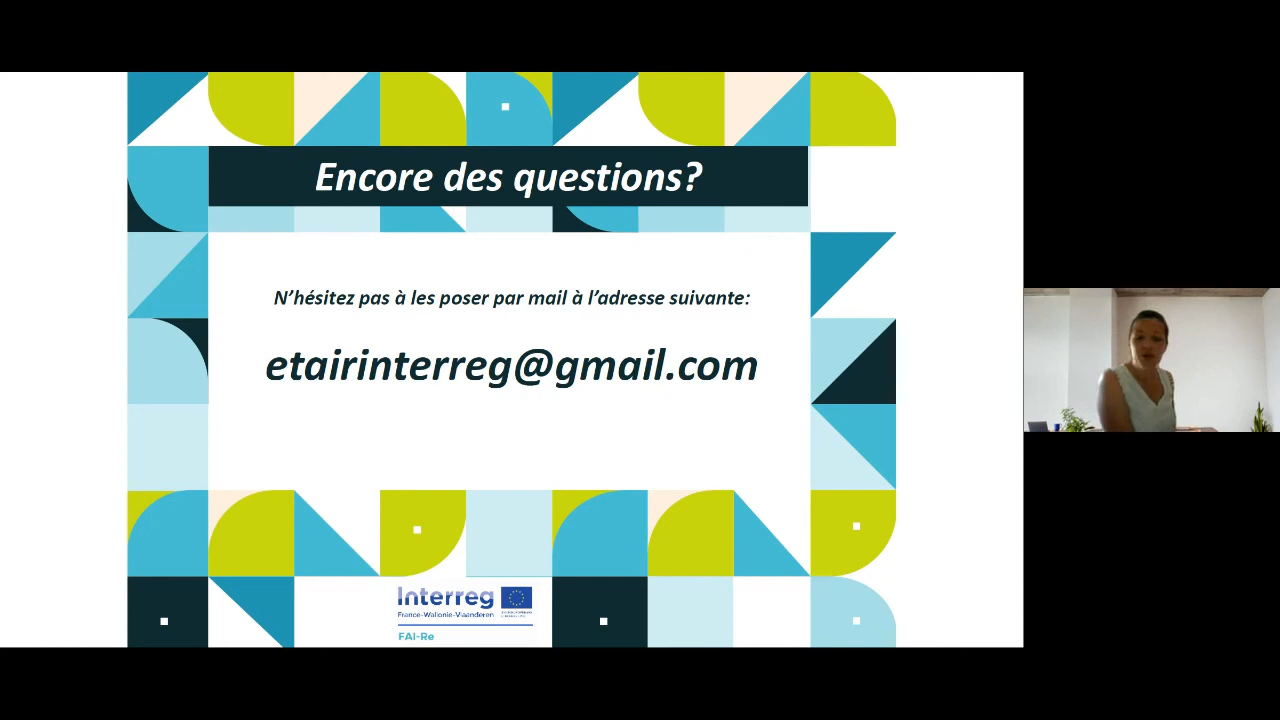 Encore des questions?
N’hésitez pas à les poser par mail à l’adresse suivante:
etairinterreg@gmail.com
Interreg
France-Wallonie-Vlaanderen
FAI-Re